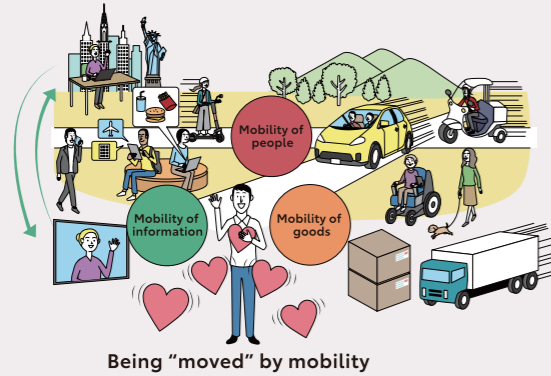 Mobility of
people
Mobility of
information
Mobility of
goods
Being “moved” by mobility